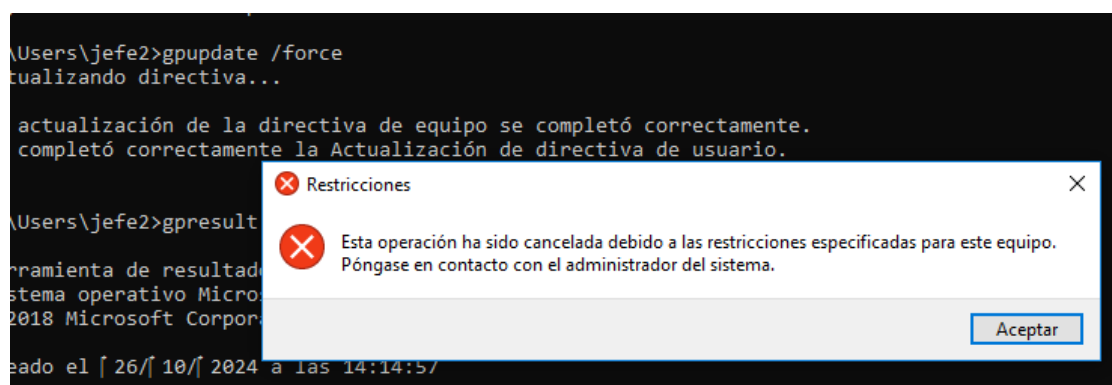 \Users\jefe2>gpupdate /force
tualizando directiva...
actualización de la directiva de equipo se completó correctamente.
completó correctamente la Actualización de directiva de usuario.
Restricciones
\Users\jefe2>gpresult
Esta operación ha sido cancelada debido a las restricciones especificadas para este equipo.
Póngase en contacto con el administrador del sistema.
rramienta de resultad
stema operativo Micro
2018 Microsoft Corpor
Aceptar
eado el ⌈26/⌈10/⌈2024 a las 14:14:57